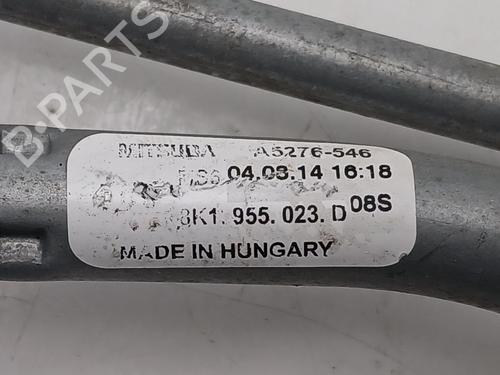 MITSUBA A5276-546
04.03.14 16:18
8K1.955.023.D 08S
MADE IN HUNGARY
B-PARTS